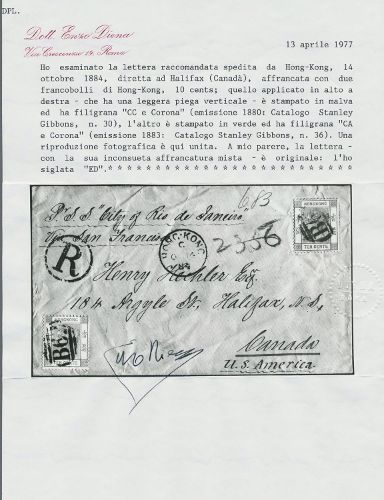 DPL.
Dott. Enzo Diena
Via Crescenzio 19, Roma
13 aprile 1977
Ho esaminato la lettera raccomandata spedita da Hong-Kong, 14
ottobre 1884, diretta ad Halifax (Canadà), affrancata con due
francobolli di Hong-Kong, 10 cents; quello applicato in alto a
destra - che ha una leggera piega verticale - è stampato in malva
ed ha filigrana "CC e Corona" (emissione 1880: Catalogo Stanley
Gibbons, n. 30), l'altro è stampato in verde ed ha filigrana "CA
e Corona" (emissione 1883: Catalogo Stanley Gibbons, n. 36). Una
riproduzione fotografica è qui unita. A mio parere, la lettera -
con la sua inconsueta affrancatura mista - è originale: l'ho
siglata "ED".
Pr. S.S. "City of Rio de Janeiro
Via San Francisco
R
HONG-KONG
2356
HONGKONG
TEN CENTS
B62
Henry Hechler Esq.
184 Argyle St. Halifax, N.S,
Canada
U.S. America
HONGKONG
B62